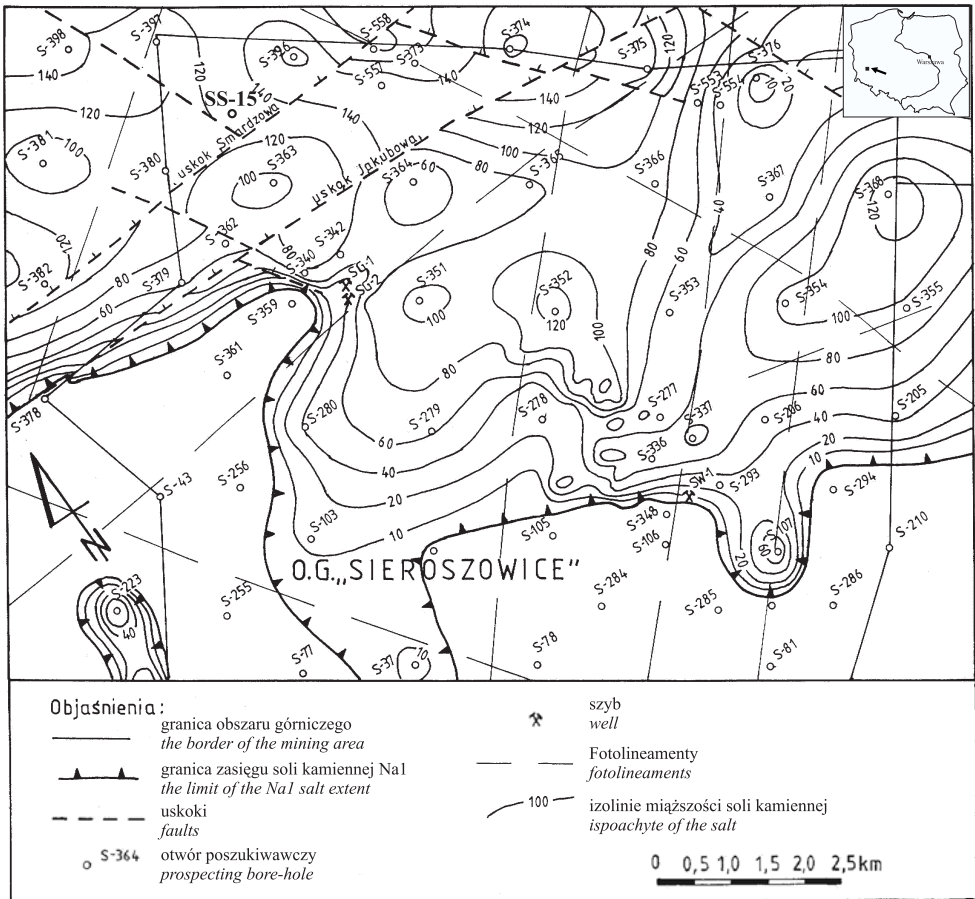 S-398
S-397
S-396
S-558
S-373
S-557
S-374
S-375
S-376
S-553
S-554
Warszawa
140
120
140
120
140
140
120
100
10
20
SS-15
uskok Smardzowa
uskok Jakubowa
S-381
100
S-380
120
S-363
100
S-364
60
80
S-365
S-366
S-367
S-368
120
40
80
60
S-362
S-342
80
S-340
120
S-382
80
60
S-379
SG-1
SG-2
S-359
S-351
100
S-352
120
100
S-353
S-354
S-355
100
80
S-361
80
60
S-378
S-280
S-279
60
S-278
S-277
S-337
S-286
40
S-205
20
10
S-336
40
S-43
S-256
20
SW-1
S-293
S-294
S-103
10
S-105
S-348
S-106
S-107
60
20
S-210
O.G. „SIEROSZOWICE”
S-223
40
S-255
S-284
S-285
S-286
S-77
S-37
10
S-78
S-81
Objaśnienia:
granica obszaru górniczego
the border of the mining area
granica zasięgu soli kamiennej Na1
the limit of the Na1 salt extent
uskoki
faults
S-364
otwór poszukiwawczy
prospecting bore-hole
szyb
well
Fotolineamenty
fotolineaments
100
izolinie miąższości soli kamiennej
ispoachyte of the salt
0 0,5 1,0 1,5 2,0 2,5km